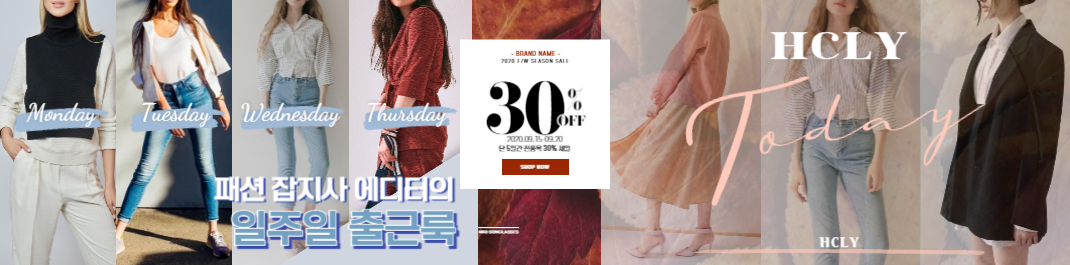 Monday
Tuesday
Wednesday
Thursday
패션 잡지사 에디터의
일주일 출근룩
- BRAND NAME -
2020 F/W SEASON SALE
30% OFF
2020.09.15-09.20
단 5일간 전품목 30% 세일
SHOP NOW
HCLY
Today
HCLY